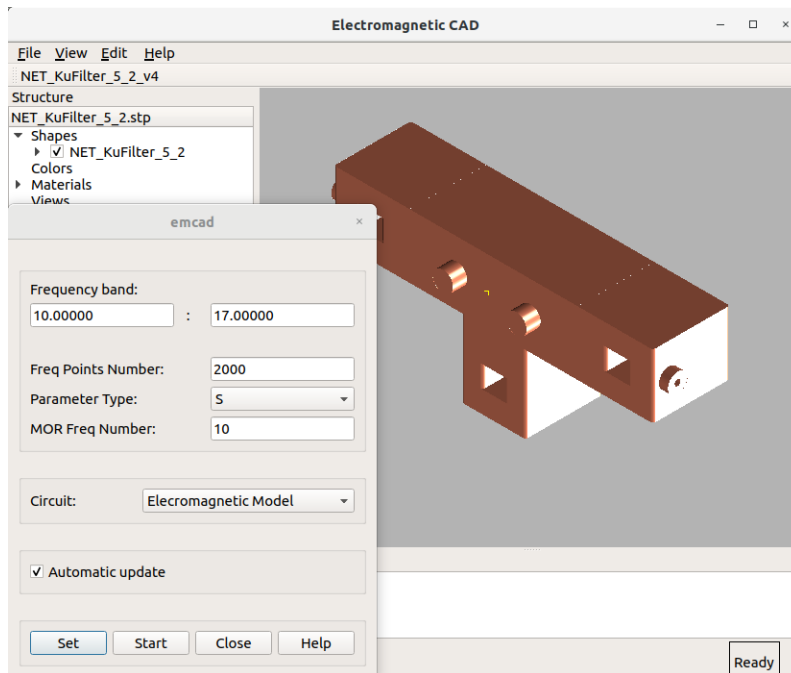 Electromagnetic CAD
File View Edit Help
NET_KuFilter_5_2_v4
Structure
NET_KuFilter_5_2.stp
Shapes
NET_KuFilter_5_2
Colors
Materials
Views
emcad
Frequency band:
10.00000 : 17.00000
Freq Points Number: 2000
Parameter Type: S
MOR Freq Number: 10
Circuit: Elecromagnetic Model
Automatic update
Set Start Close Help
Ready